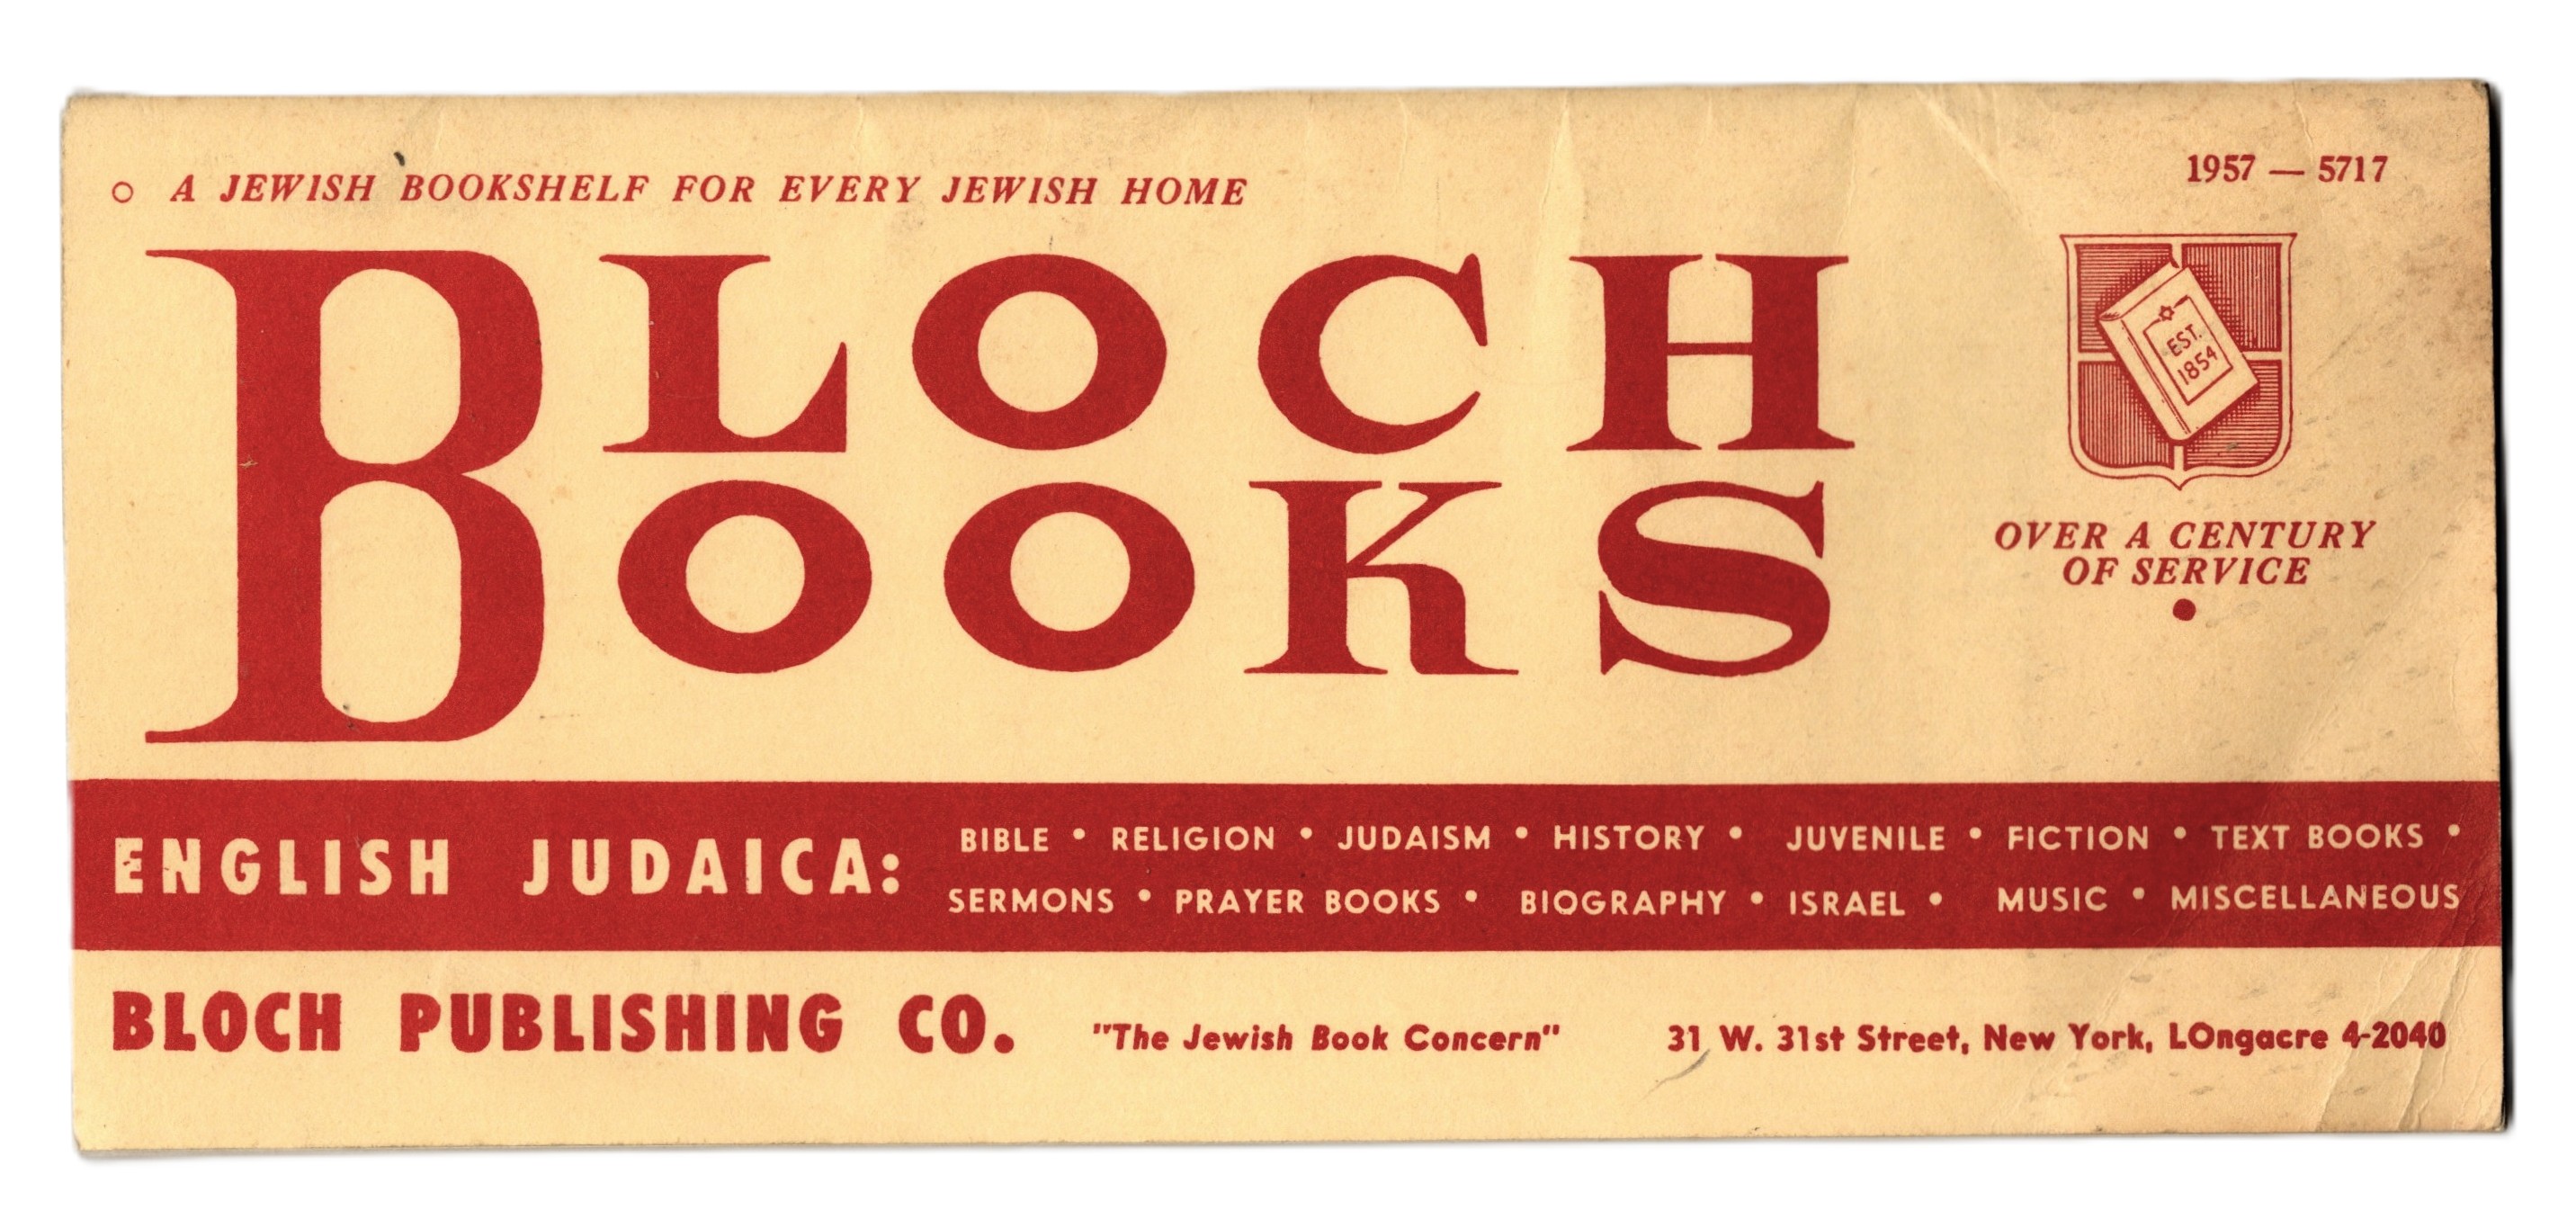 ○ A JEWISH BOOKSHELF FOR EVERY JEWISH HOME
1957 — 5717
BLOCH
BOOKS
EST.
1854
OVER A CENTURY
OF SERVICE
•
ENGLISH JUDAICA:
BIBLE • RELIGION • JUDAISM • HISTORY • JUVENILE • FICTION • TEXT BOOKS •
SERMONS • PRAYER BOOKS • BIOGRAPHY • ISRAEL • MUSIC • MISCELLANEOUS
BLOCH PUBLISHING CO. "The Jewish Book Concern" 31 W. 31st Street, New York, LOngacre 4-2040